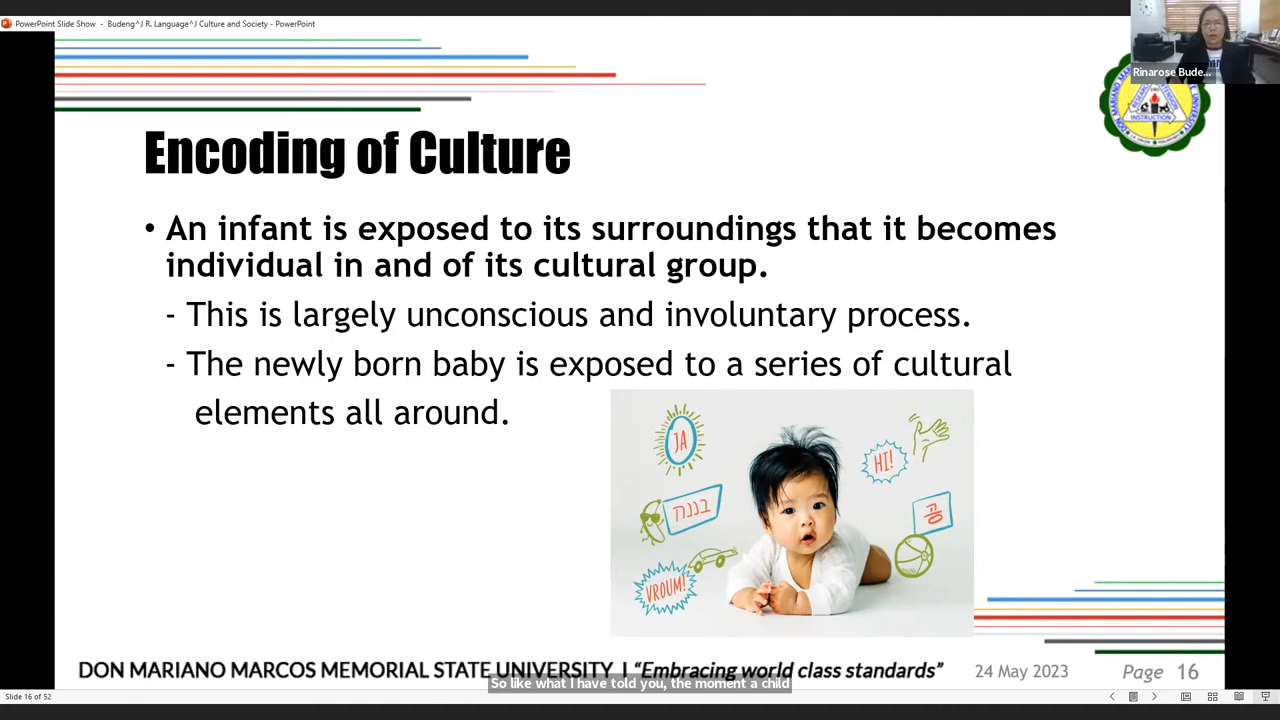 PowerPoint Slide Show - Budeng^J R. Language^J Culture and Society - PowerPoint
Rinarose Bude...
INSTRUCTION
Encoding of Culture
• An infant is exposed to its surroundings that it becomes
individual in and of its cultural group.
- This is largely unconscious and involuntary process.
- The newly born baby is exposed to a series of cultural
elements all around.
JA
HI!
בננה
공
VROUM!
DON MARIANO MARCOS MEMORIAL STATE UNIVERSITY I “Embracing world class standards”
24 May 2023
Page 16
So like what I have told you, the moment a child
Slide 16 of 52